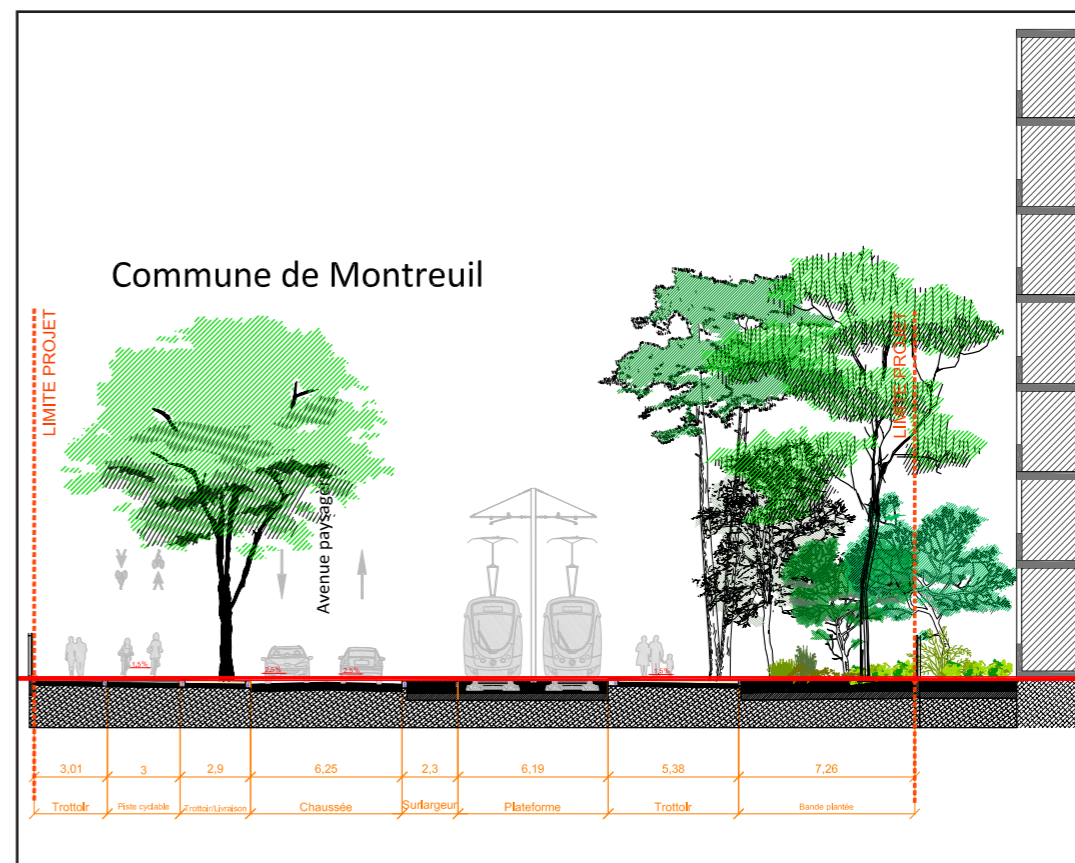 Commune de Montreuil
LIMITE PROJET
LIMITE PROJET
Avenue paysagère
1,5%
2,5%
2,5%
1,5%
3,01 3 2,9 6,25 2,3 6,19 5,38 7,26
Trottoir Piste cyclable Trottoir/Livraison Chaussée Surlargeur Plateforme Trottoir Bande plantée